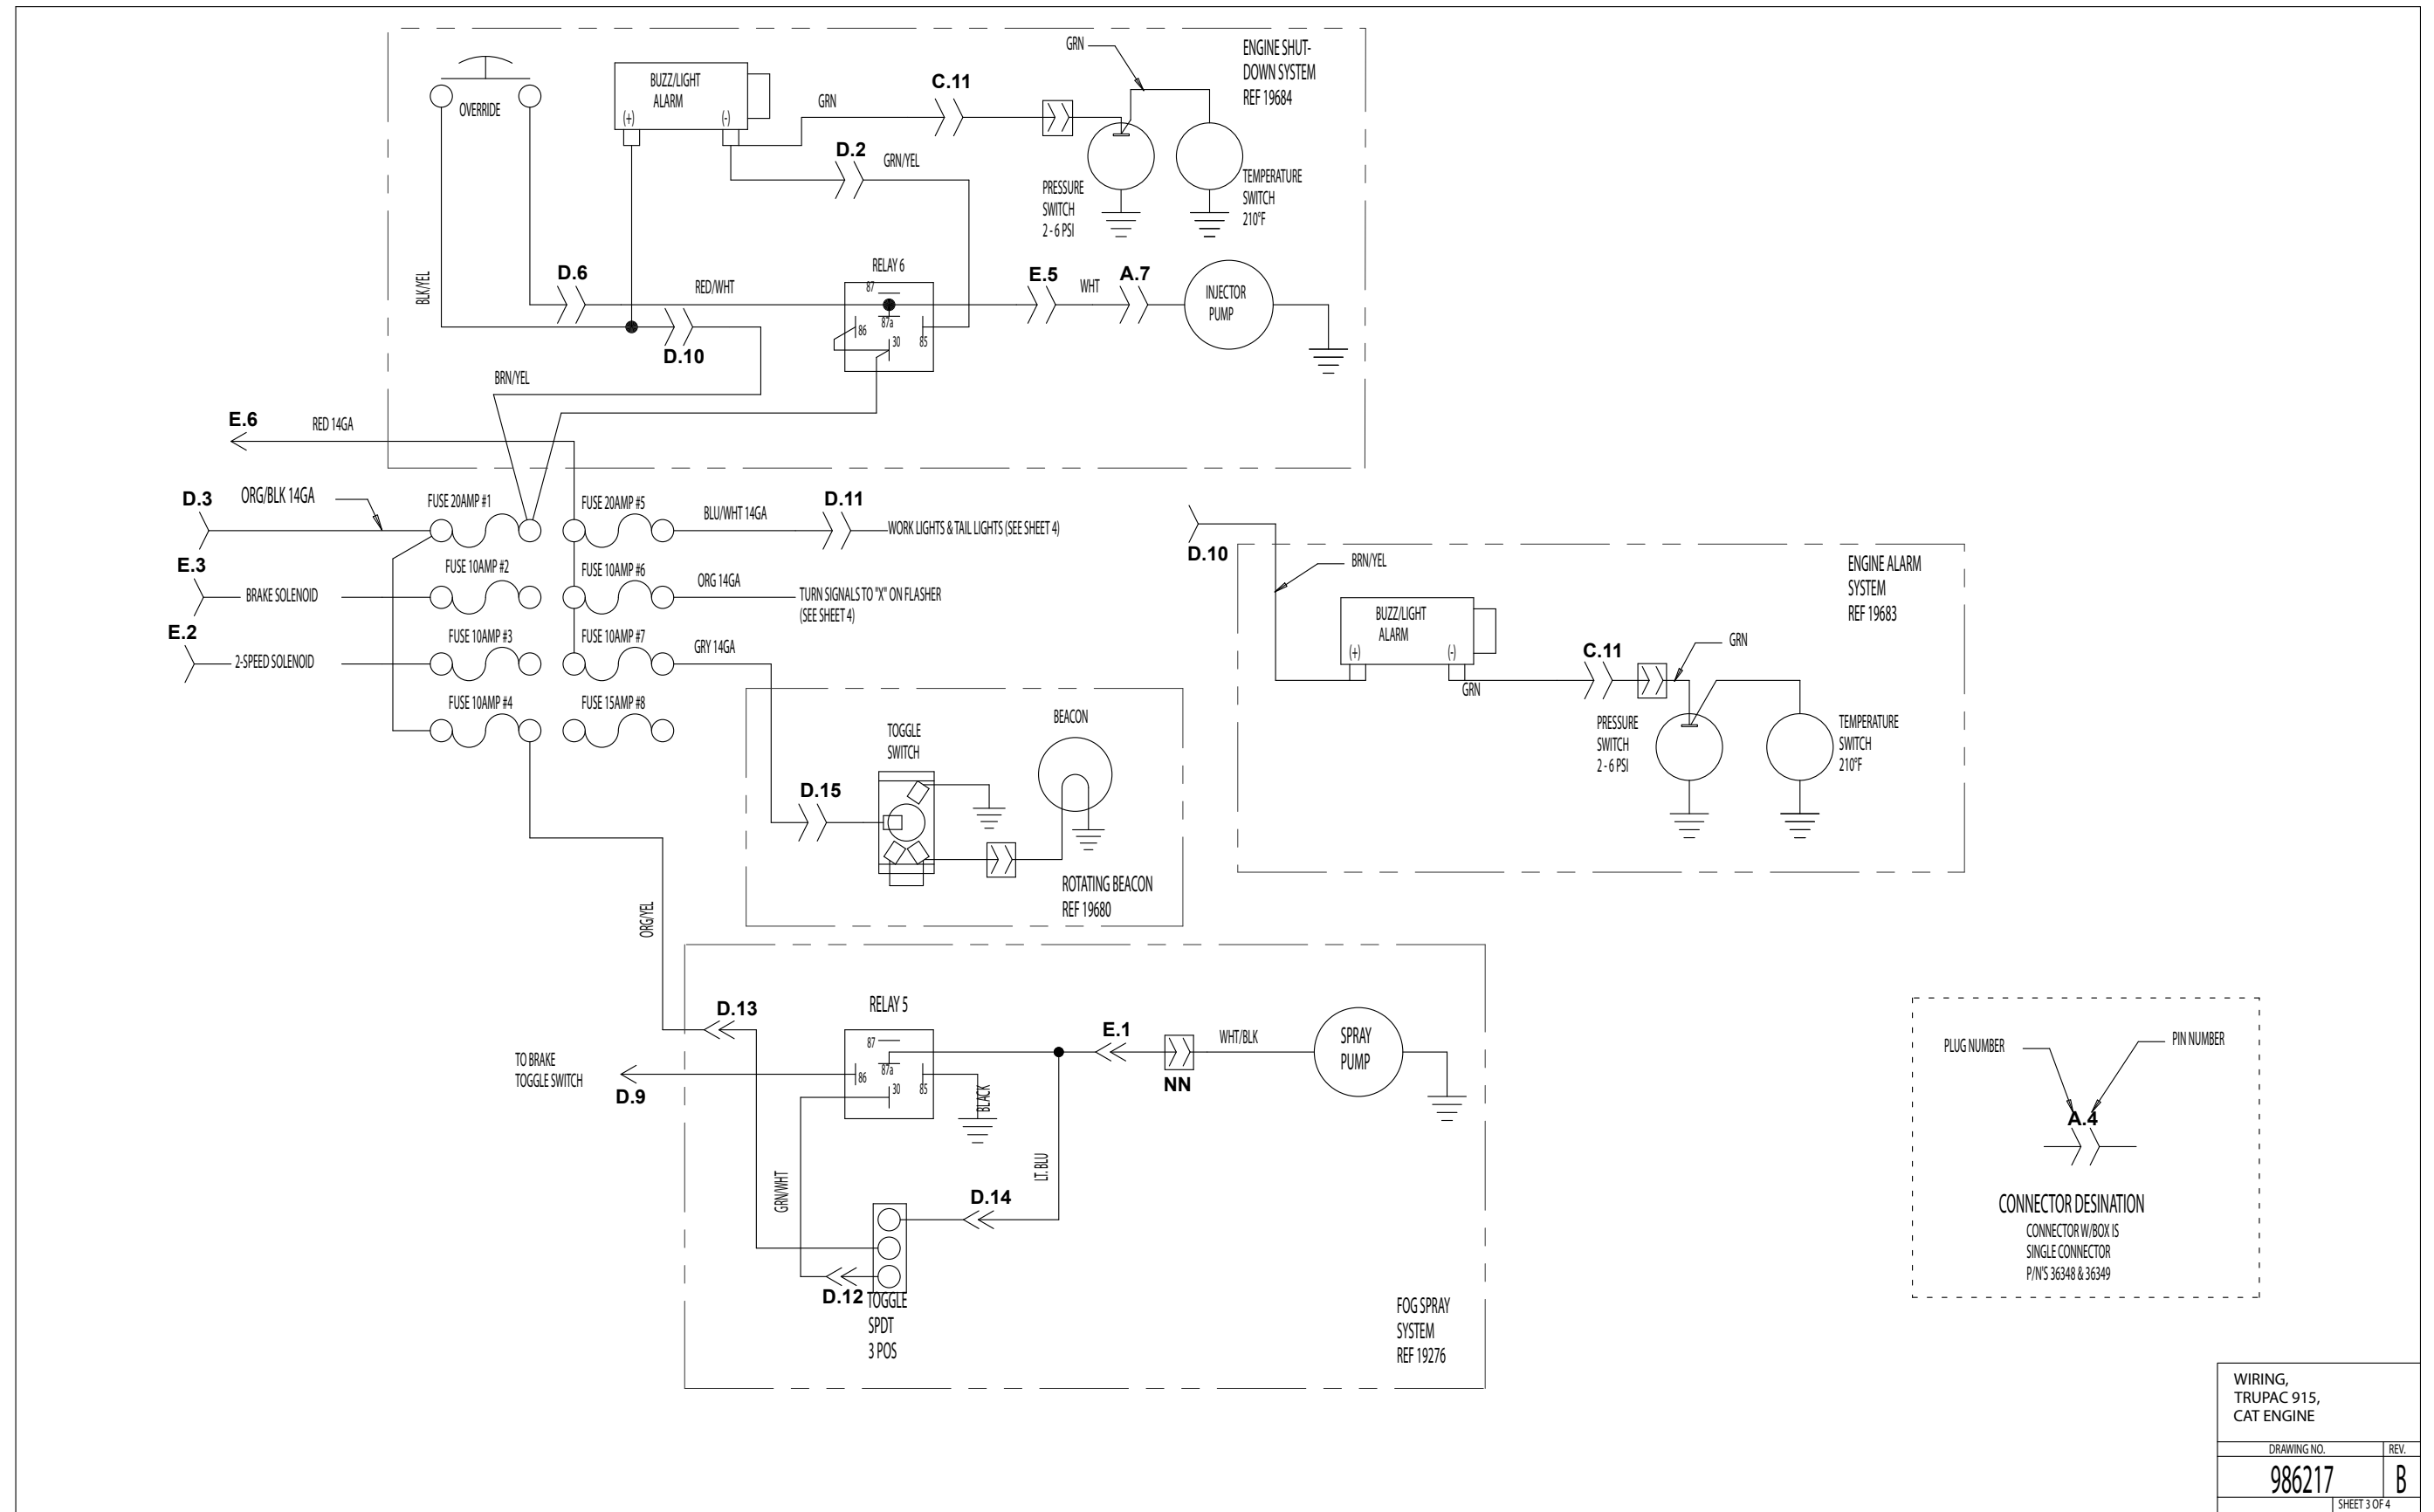 GRN
ENGINE SHUT-
DOWN SYSTEM
REF 19684
OVERRIDE
BUZZ/LIGHT
ALARM
(+)
(-)
GRN
C.11
D.2
GRN/YEL
PRESSURE
SWITCH
2 - 6 PSI
TEMPERATURE
SWITCH
210°F
BLK/YEL
D.6
RED/WHT
RELAY 6
87
87a
86
30
85
E.5
WHT
A.7
INJECTOR
PUMP
D.10
BRN/YEL
E.6
RED 14GA
D.3
ORG/BLK 14GA
FUSE 20AMP #1
FUSE 20AMP #5
BLU/WHT 14GA
D.11
WORK LIGHTS & TAIL LIGHTS (SEE SHEET 4)
E.3
BRAKE SOLENOID
FUSE 10AMP #2
FUSE 10AMP #6
ORG 14GA
TURN SIGNALS TO "X" ON FLASHER
(SEE SHEET 4)
E.2
2-SPEED SOLENOID
FUSE 10AMP #3
FUSE 10AMP #7
GRY 14GA
FUSE 10AMP #4
FUSE 15AMP #8
D.10
BRN/YEL
ENGINE ALARM
SYSTEM
REF 19683
BUZZ/LIGHT
ALARM
(+)
(-)
GRN
C.11
GRN
PRESSURE
SWITCH
2 - 6 PSI
TEMPERATURE
SWITCH
210°F
TOGGLE
SWITCH
BEACON
D.15
ROTATING BEACON
REF 19680
ORG/YEL
D.13
RELAY 5
87
87a
86
30
85
BLACK
TO BRAKE
TOGGLE SWITCH
D.9
E.1
NN
WHT/BLK
SPRAY
PUMP
GRN/WHT
LT. BLU
D.14
D.12
TOGGLE
SPDT
3 POS
FOG SPRAY
SYSTEM
REF 19276
PLUG NUMBER
PIN NUMBER
A.4
CONNECTOR DESINATION
CONNECTOR W/BOX IS
SINGLE CONNECTOR
P/N'S 36348 & 36349
WIRING,
TRUPAC 915,
CAT ENGINE
DRAWING NO.
REV.
986217
B
SHEET 3 OF 4